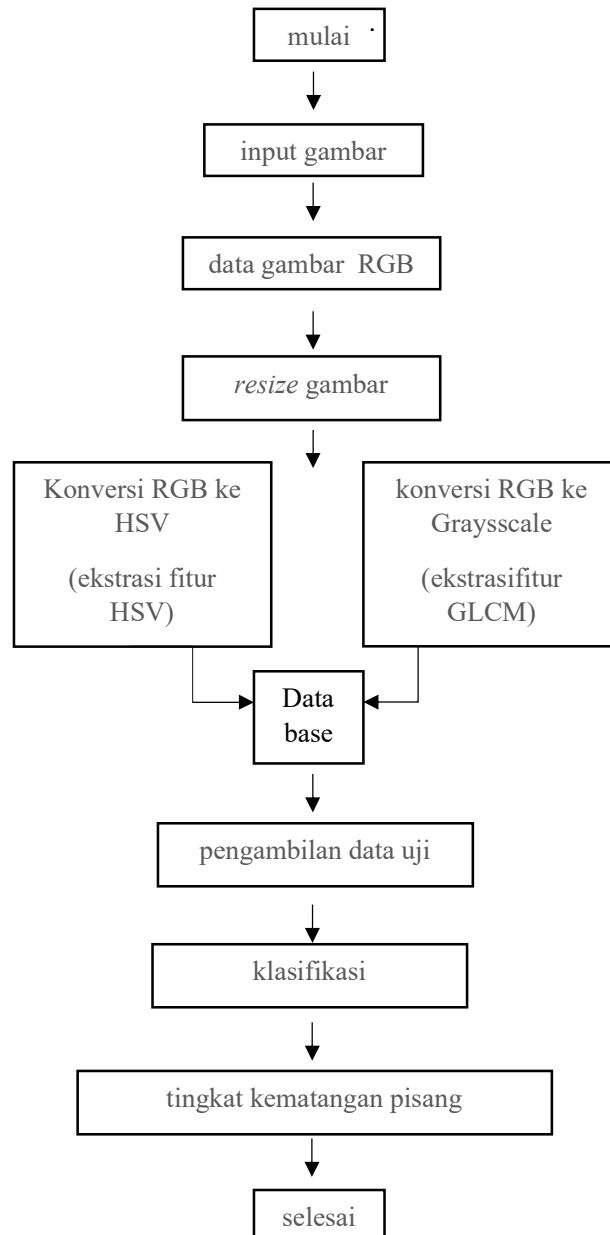 mulai
input gambar
data gambar RGB
resize gambar
Konversi RGB ke
HSV
(ekstrasi fitur
HSV)
konversi RGB ke
Graysscale
(ekstrasifitur
GLCM)
Data
base
pengambilan data uji
klasifikasi
tingkat kematangan pisang
selesai